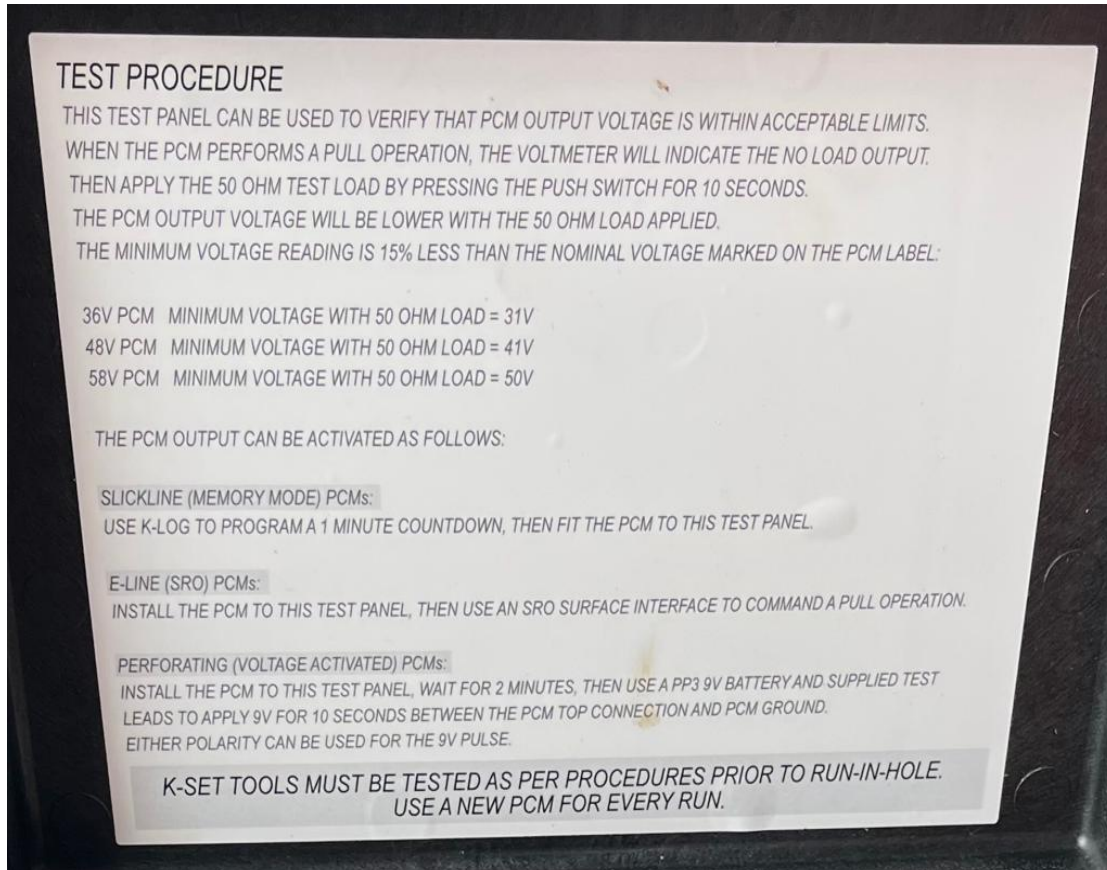 TEST PROCEDURE
THIS TEST PANEL CAN BE USED TO VERIFY THAT PCM OUTPUT VOLTAGE IS WITHIN ACCEPTABLE LIMITS.
WHEN THE PCM PERFORMS A PULL OPERATION, THE VOLTMETER WILL INDICATE THE NO LOAD OUTPUT.
THEN APPLY THE 50 OHM TEST LOAD BY PRESSING THE PUSH SWITCH FOR 10 SECONDS.
THE PCM OUTPUT VOLTAGE WILL BE LOWER WITH THE 50 OHM LOAD APPLIED.
THE MINIMUM VOLTAGE READING IS 15% LESS THAN THE NOMINAL VOLTAGE MARKED ON THE PCM LABEL:
36V PCM MINIMUM VOLTAGE WITH 50 OHM LOAD = 31V
48V PCM MINIMUM VOLTAGE WITH 50 OHM LOAD = 41V
58V PCM MINIMUM VOLTAGE WITH 50 OHM LOAD = 50V
THE PCM OUTPUT CAN BE ACTIVATED AS FOLLOWS:
SLICKLINE (MEMORY MODE) PCMs:
USE K-LOG TO PROGRAM A 1 MINUTE COUNTDOWN, THEN FIT THE PCM TO THIS TEST PANEL.
E-LINE (SRO) PCMs:
INSTALL THE PCM TO THIS TEST PANEL, THEN USE AN SRO SURFACE INTERFACE TO COMMAND A PULL OPERATION.
PERFORATING (VOLTAGE ACTIVATED) PCMs:
INSTALL THE PCM TO THIS TEST PANEL, WAIT FOR 2 MINUTES, THEN USE A PP3 9V BATTERY AND SUPPLIED TEST
LEADS TO APPLY 9V FOR 10 SECONDS BETWEEN THE PCM TOP CONNECTION AND PCM GROUND.
EITHER POLARITY CAN BE USED FOR THE 9V PULSE.
K-SET TOOLS MUST BE TESTED AS PER PROCEDURES PRIOR TO RUN-IN-HOLE.
USE A NEW PCM FOR EVERY RUN.